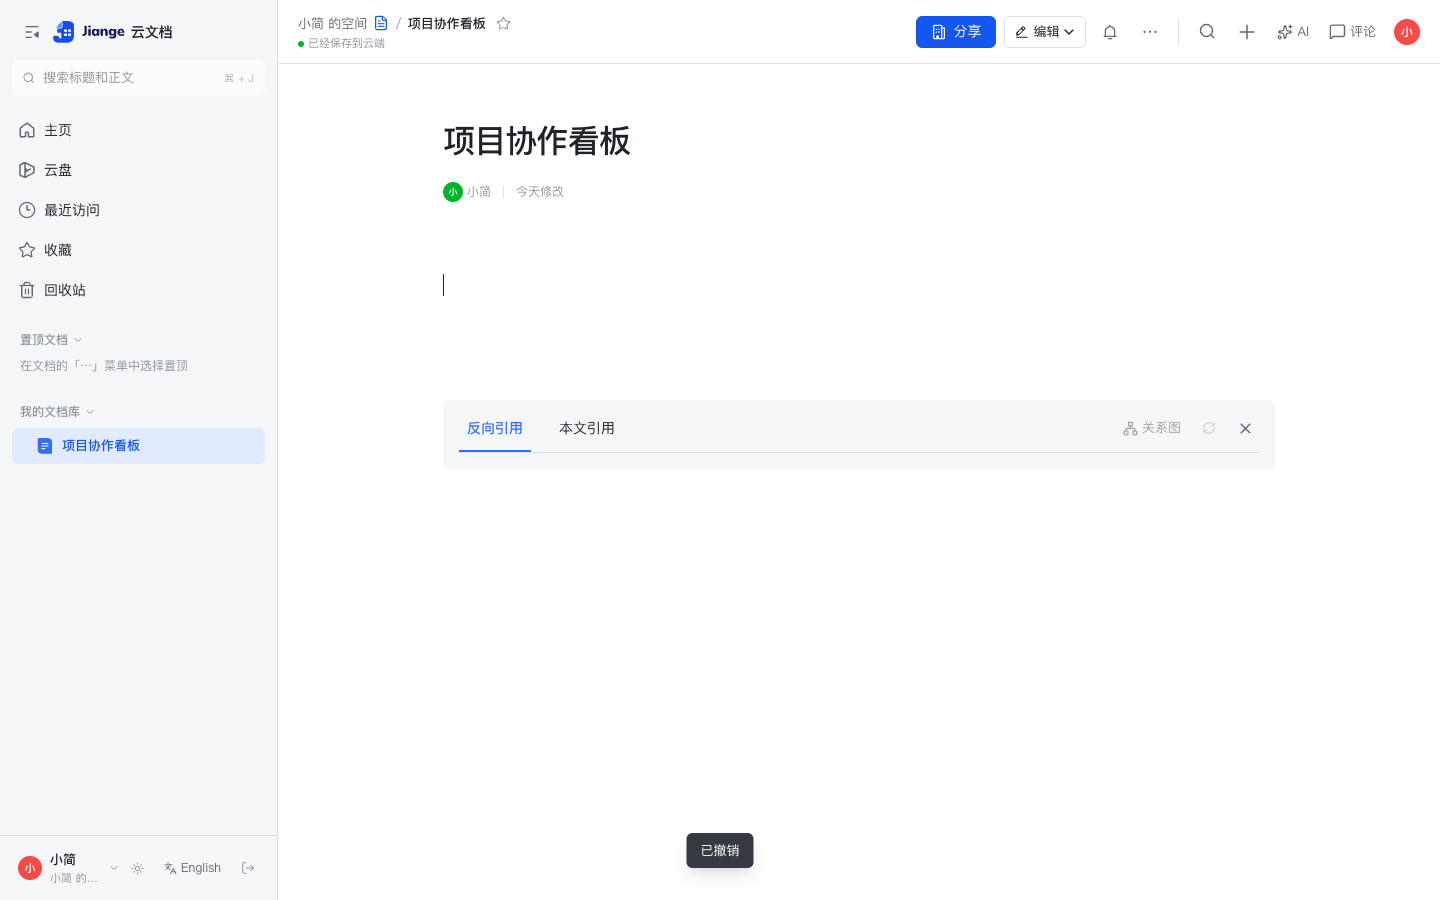 Jiange 云文档
搜索标题和正文 ⌘ + J
主页
云盘
最近访问
收藏
回收站
置顶文档
在文档的「···」菜单中选择置顶
我的文档库
项目协作看板
小 小简
小简 的...
English
小简 的空间 / 项目协作看板
已经保存到云端
分享
编辑
AI
评论
小
项目协作看板
小 小简 今天修改
反向引用 本文引用 关系图
已撤销